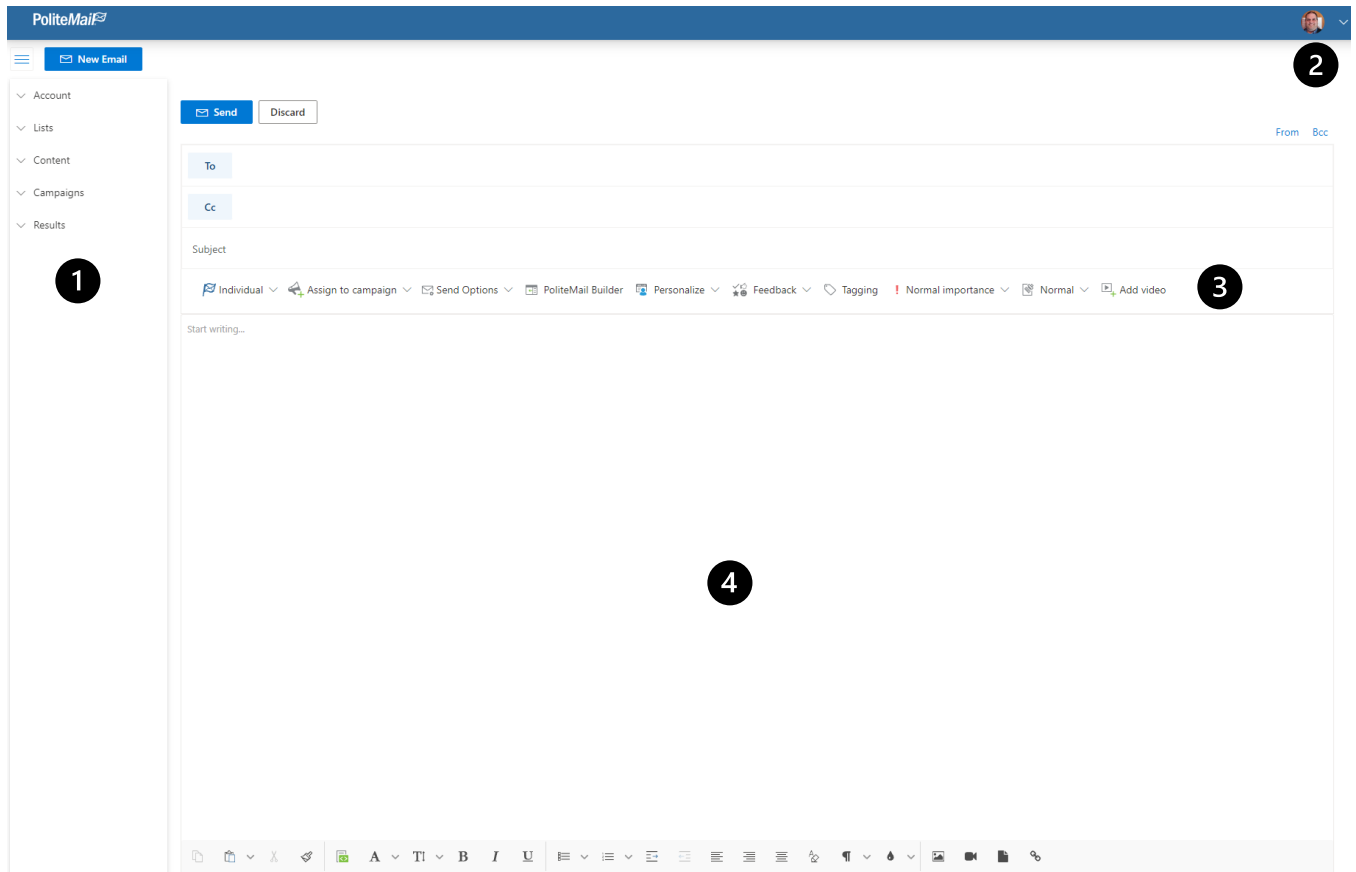 PoliteMail
New Email
2
Account
Send Discard
Lists
From Bcc
Content
To
Campaigns
Cc
Results
Subject
1
Individual Assign to campaign Send Options PoliteMail Builder Personalize Feedback Tagging ! Normal importance Normal Add video
3
Start writing...
4
A TI B I U ¶